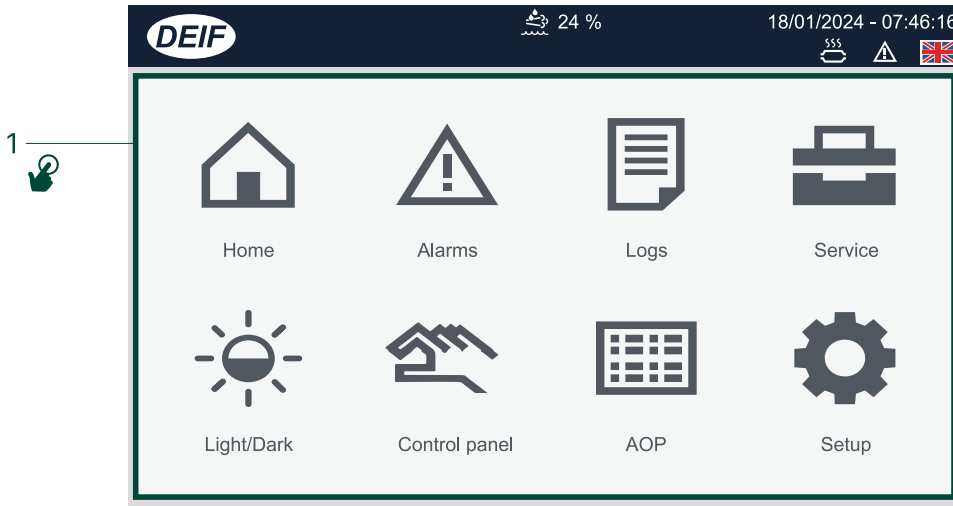 DEIF
24 %
18/01/2024 - 07:46:16
1
Home
Alarms
Logs
Service
Light/Dark
Control panel
AOP
Setup